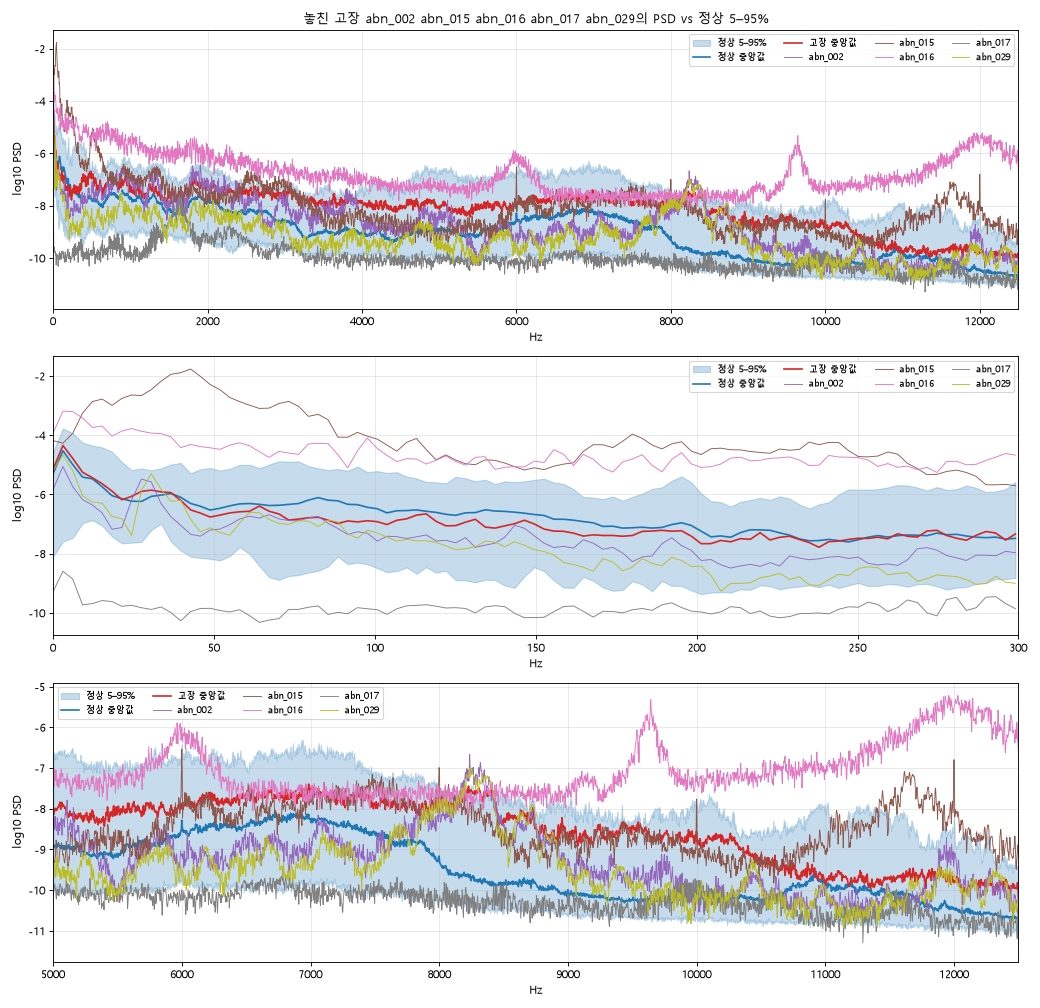 놓친 고장 abn_002 abn_015 abn_016 abn_017 abn_029의 PSD vs 정상 5–95%
정상 5–95% 고장 중앙값 abn_015 abn_017
정상 중앙값 abn_002 abn_016 abn_029
log10 PSD
-2
-4
-6
-8
-10
0 2000 4000 6000 8000 10000 12000
Hz
정상 5–95% 고장 중앙값 abn_015 abn_017
정상 중앙값 abn_002 abn_016 abn_029
log10 PSD
-2
-4
-6
-8
-10
0 50 100 150 200 250 300
Hz
정상 5–95% 고장 중앙값 abn_015 abn_017
정상 중앙값 abn_002 abn_016 abn_029
log10 PSD
-5
-6
-7
-8
-9
-10
-11
5000 6000 7000 8000 9000 10000 11000 12000
Hz